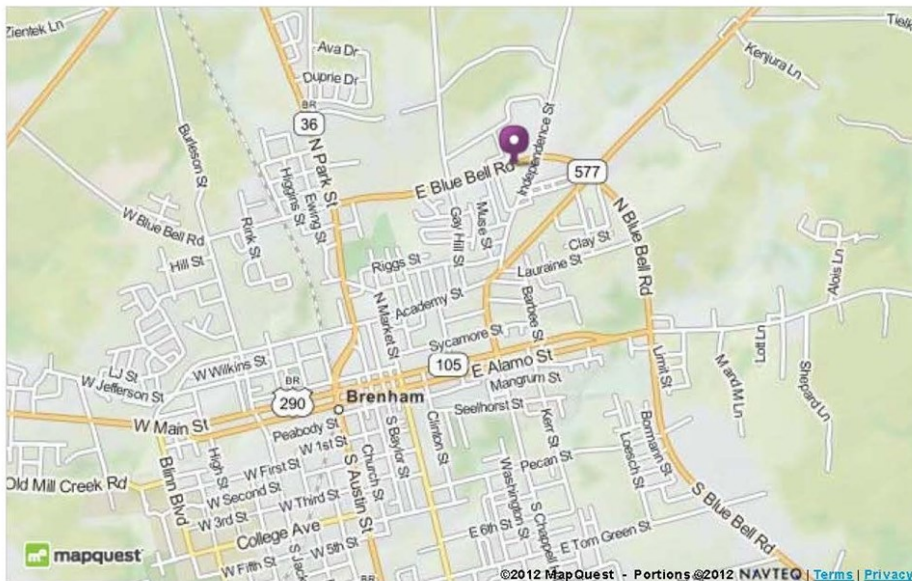 Zientek Ln
Ava Dr
Duprie Dr
BR
36
N Park St
Burleson St
Tielk
Kenjura Ln
Independence St
577
E Blue Bell Rd
Higgins St
Ewing St
W Blue Bell Rd
Rink St
Hill St
Gay Hill St
Muse St
N Blue Bell Rd
Clay St
Lauraine St
Riggs St
Academy St
Barbee St
Alois Ln
N Market St
Sycamore St
105
E Alamo St
Mangrum St
Limit St
M and M Ln
Loll Ln
Shepard Ln
LJ St
W Jefferson St
W Wilkins St
BR
290
Brenham
W Main St
Peabody St
Seelhorst St
Kerr St
Bormann St
Loesch St
Clinton St
S Baylor St
Church St
S Austin St
W 1st St
W First St
High St
Blinn Blvd
Old Mill Creek Rd
W Second St
W Third St
W 3rd St
College Ave
W 5th St
W Fifth St
S Jack
Pecan St
Washington St
S Chappell H
E 6th St
E Tom Green St
S Blue Bell Rd
mapquest
©2012 MapQuest - Portions ©2012 NAVTEQ | Terms | Privacy